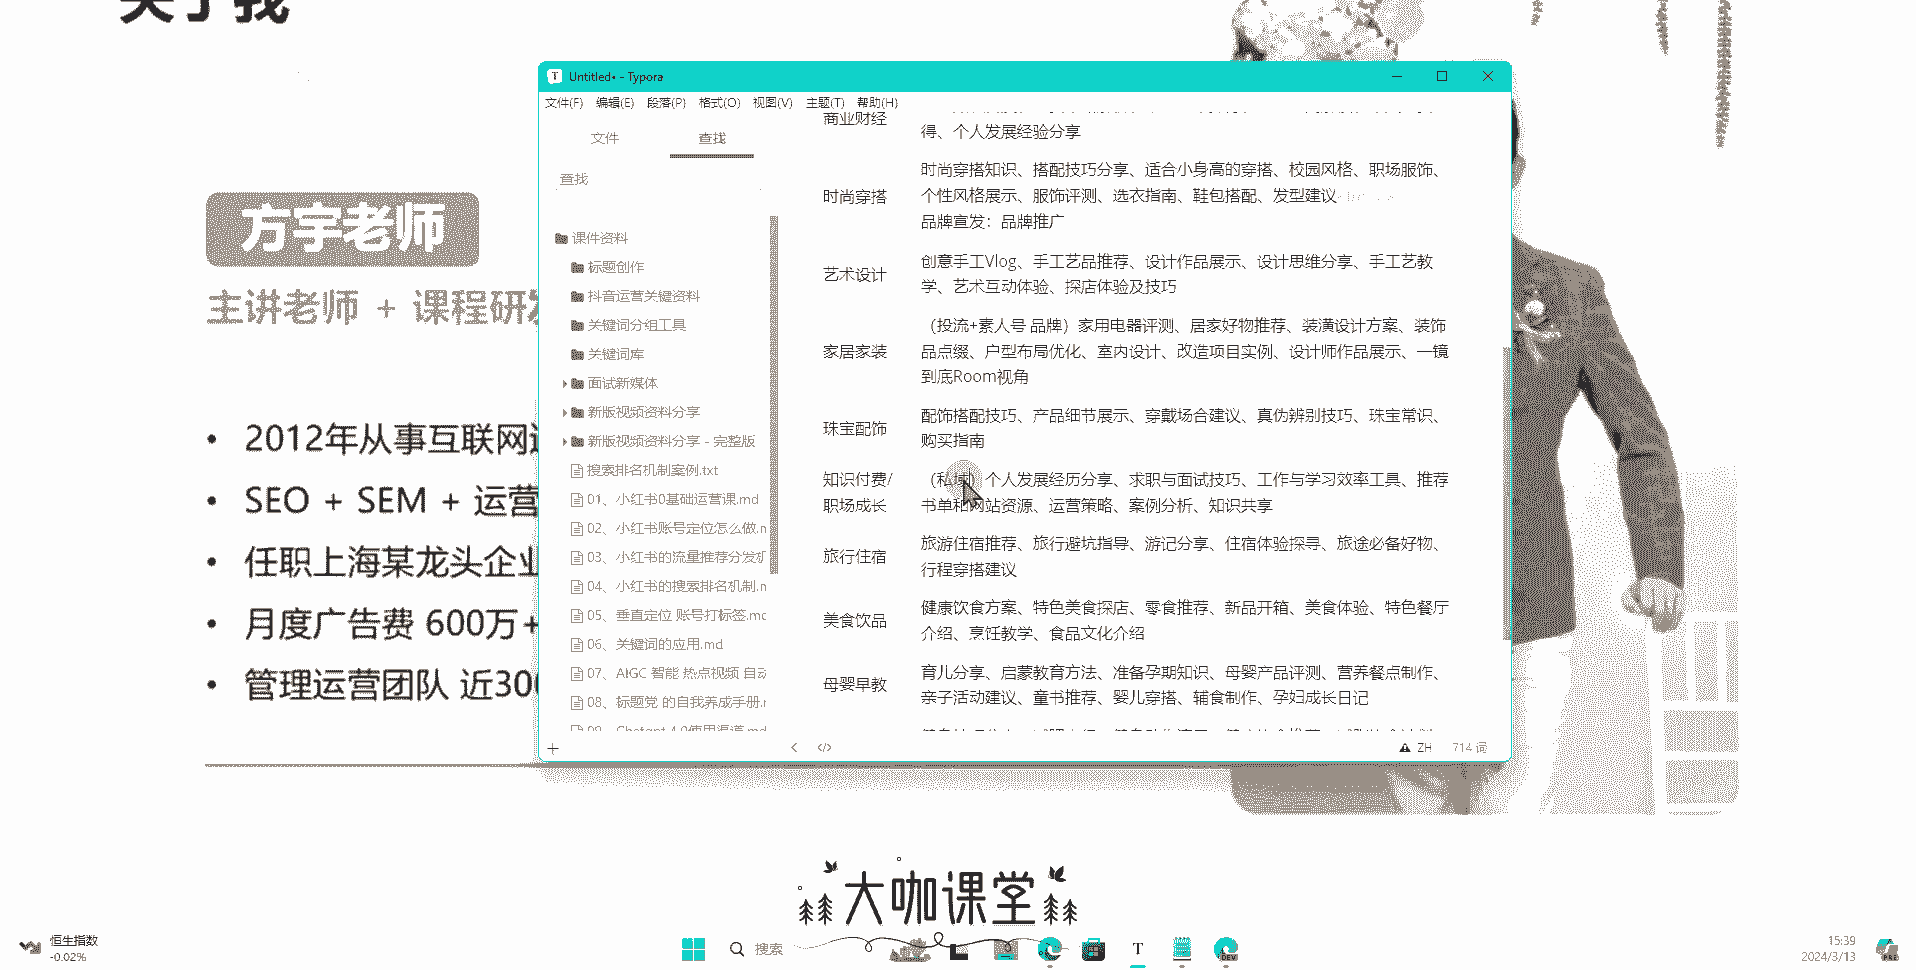 关于我
方宇老师
主讲老师 + 课程研发
• 2012年从事互联网
• SEO + SEM + 运营
• 任职上海某龙头企业
• 月度广告费 600万+
• 管理运营团队 近300
Untitled• - Typora
文件(F) 编辑(E) 段落(P) 格式(O) 视图(V) 主题(T) 帮助(H)
文件 查找
查找
课件资料
标题创作
抖音运营关键资料
关键词分组工具
关键词库
面试新媒体
新版视频资料分享
新版视频资料分享 - 完整版
搜索排名机制案例.txt
01、小红书0基础运营课.md
02、小红书账号定位怎么做.m
03、小红书的流量推荐分发机
04、小红书的搜索排名机制.m
05、垂直定位 账号打标签.mc
06、关键词的应用.md
07、AIGC 智能 热点视频 自动
08、标题党 的自我养成手册.r
09、Chatgpt 4.0使用渠道.md
商业财经
得、个人发展经验分享
时尚穿搭
时尚穿搭知识、搭配技巧分享、适合小身高的穿搭、校园风格、职场服饰、
个性风格展示、服饰评测、选衣指南、鞋包搭配、发型建议
品牌宣发：品牌推广
艺术设计
创意手工Vlog、手工艺品推荐、设计作品展示、设计思维分享、手工艺教
学、艺术互动体验、探店体验及技巧
家居家装
（投流+素人号 品牌）家用电器评测、居家好物推荐、装潢设计方案、装饰
品点缀、户型布局优化、室内设计、改造项目实例、设计师作品展示、一镜
到底Room视角
珠宝配饰
配饰搭配技巧、产品细节展示、穿戴场合建议、真伪辨别技巧、珠宝常识、
购买指南
知识付费/
职场成长
（私域）个人发展经历分享、求职与面试技巧、工作与学习效率工具、推荐
书单和网站资源、运营策略、案例分析、知识共享
旅行住宿
旅游住宿推荐、旅行避坑指导、游记分享、住宿体验探寻、旅途必备好物、
行程穿搭建议
美食饮品
健康饮食方案、特色美食探店、零食推荐、新品开箱、美食体验、特色餐厅
介绍、烹饪教学、食品文化介绍
母婴早教
育儿分享、启蒙教育方法、准备孕期知识、母婴产品评测、营养餐点制作、
亲子活动建议、童书推荐、婴儿穿搭、辅食制作、孕妇成长日记
ZH 714 词
大咖课堂
恒生指数
-0.02%
搜索
15:39
2024/3/13